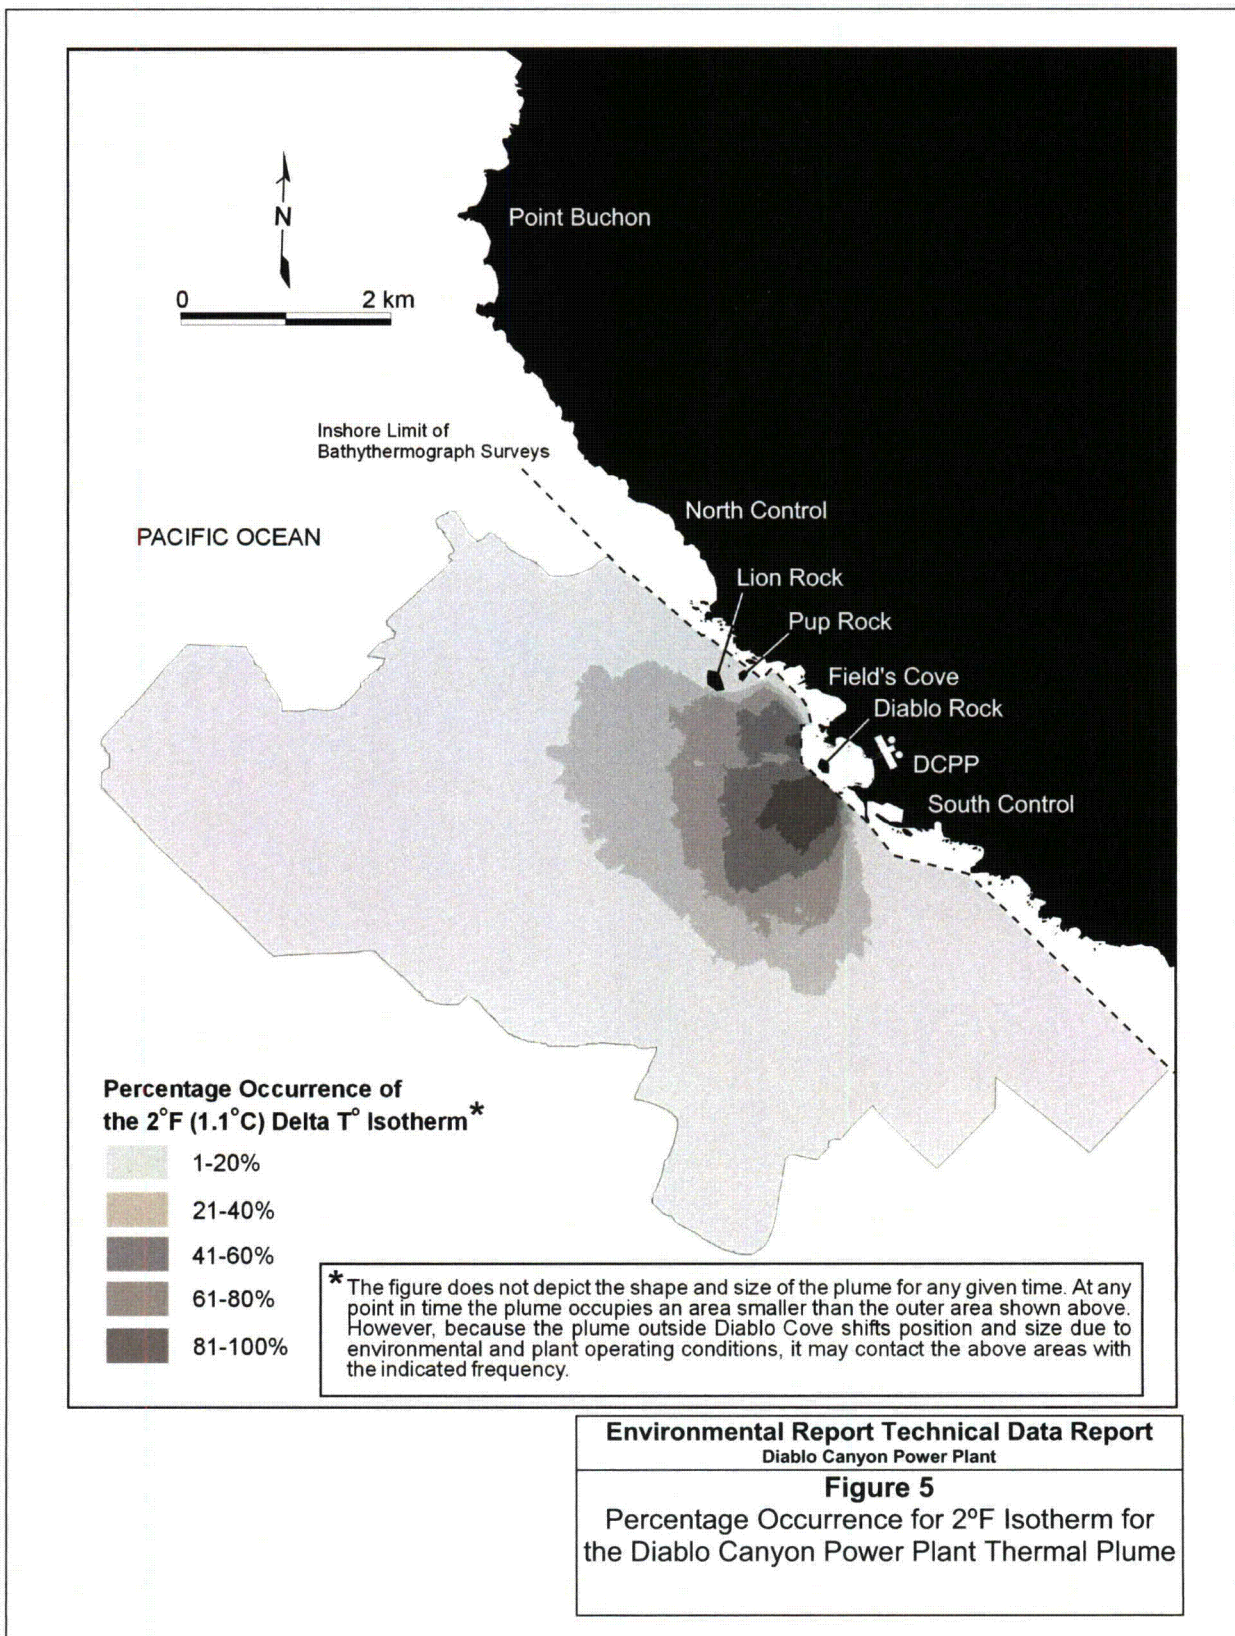 Point Buchon
N
0 2 km
Inshore Limit of
Bathythermograph Surveys
PACIFIC OCEAN
North Control
Lion Rock
Pup Rock
Field's Cove
Diablo Rock
DCPP
South Control
Percentage Occurrence of
the 2°F (1.1°C) Delta T° Isotherm*
1-20%
21-40%
41-60%
61-80%
81-100%
* The figure does not depict the shape and size of the plume for any given time. At any
point in time the plume occupies an area smaller than the outer area shown above.
However, because the plume outside Diablo Cove shifts position and size due to
environmental and plant operating conditions, it may contact the above areas with
the indicated frequency.
Environmental Report Technical Data Report
Diablo Canyon Power Plant
Figure 5
Percentage Occurrence for 2ºF Isotherm for
the Diablo Canyon Power Plant Thermal Plume